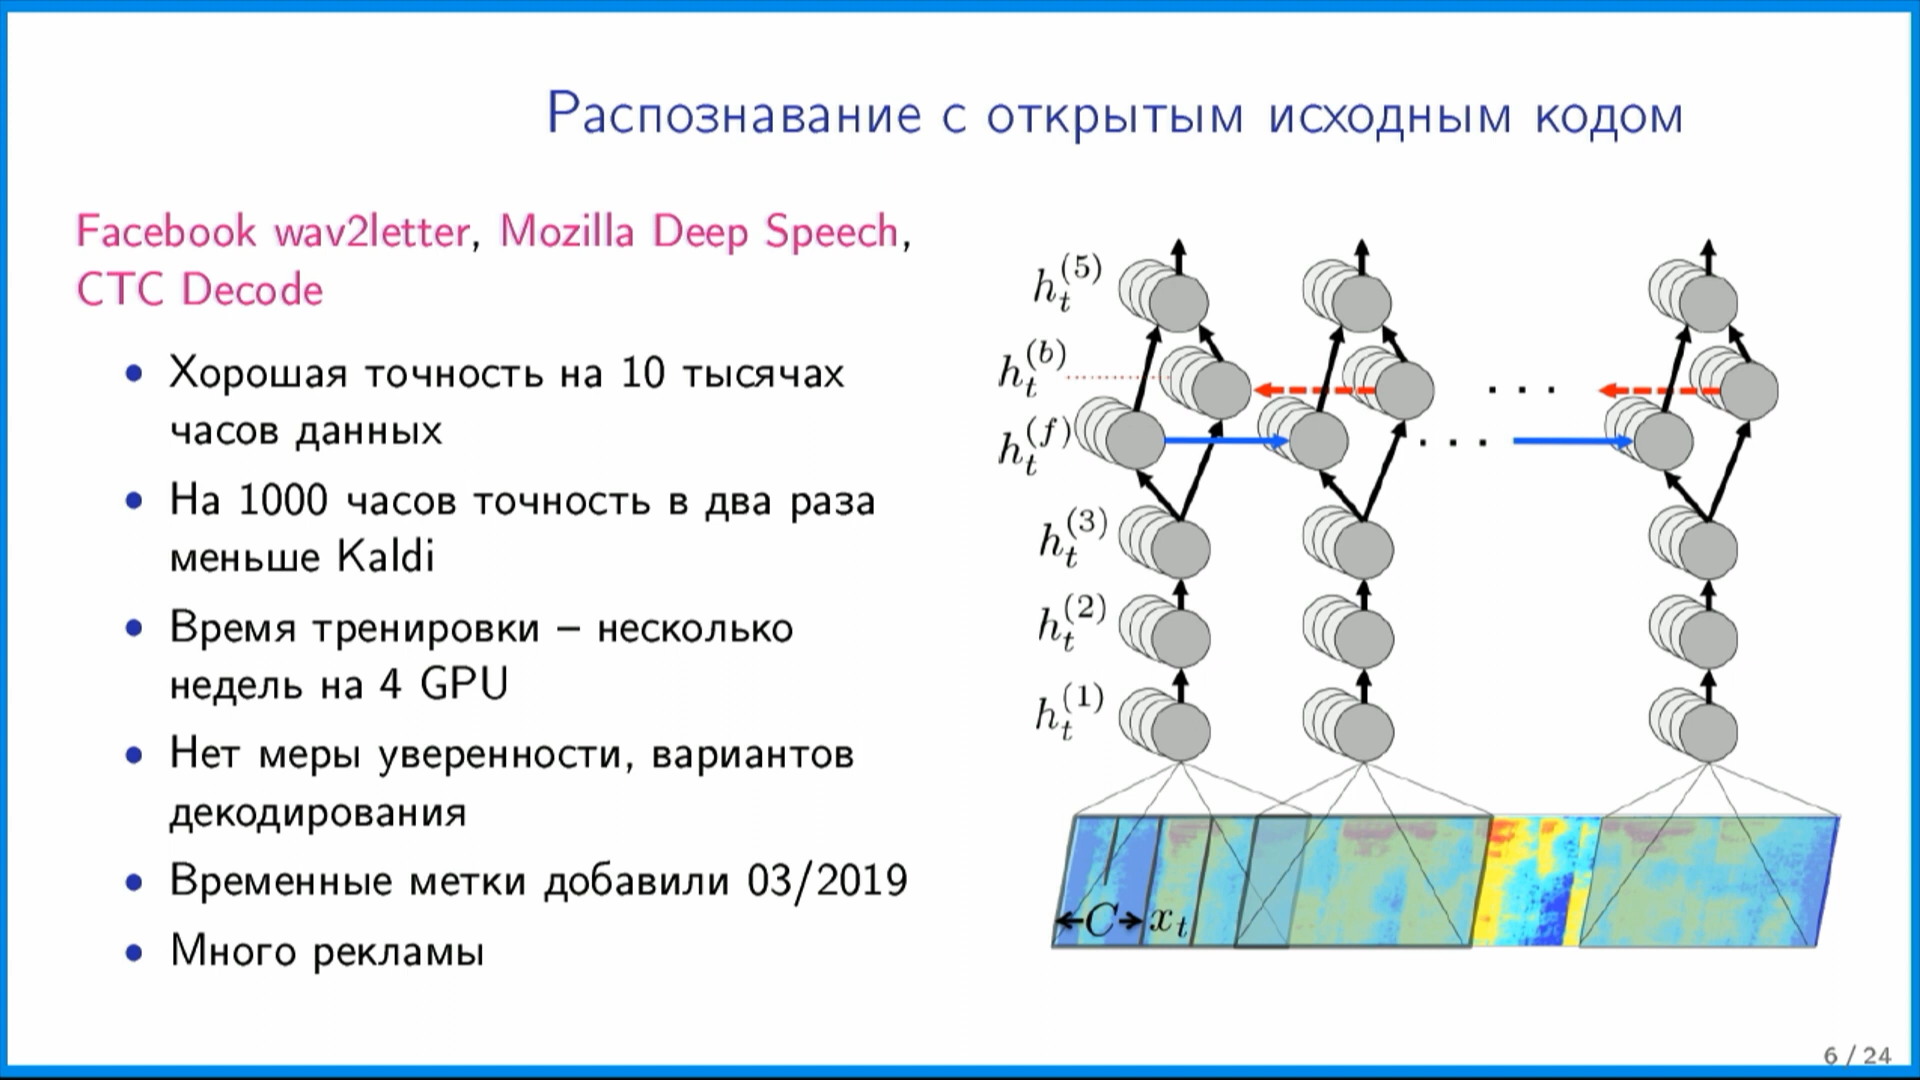 Распознавание с открытым исходным кодом
Facebook wav2letter, Mozilla Deep Speech,
CTC Decode
• Хорошая точность на 10 тысячах
часов данных
• На 1000 часов точность в два раза
меньше Kaldi
• Время тренировки – несколько
недель на 4 GPU
• Нет меры уверенности, вариантов
декодирования
• Временные метки добавили 03/2019
• Много рекламы
h_t^{(5)}
h_t^{(b)}
h_t^{(f)}
h_t^{(3)}
h_t^{(2)}
h_t^{(1)}
C x_t
6 / 24